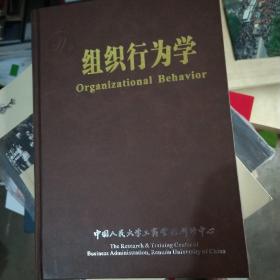 组织行为学
Organizational Behavior
中国人民大学工商管理研修中心
The Research & Training Center of
Business Administration, Renmin University of China